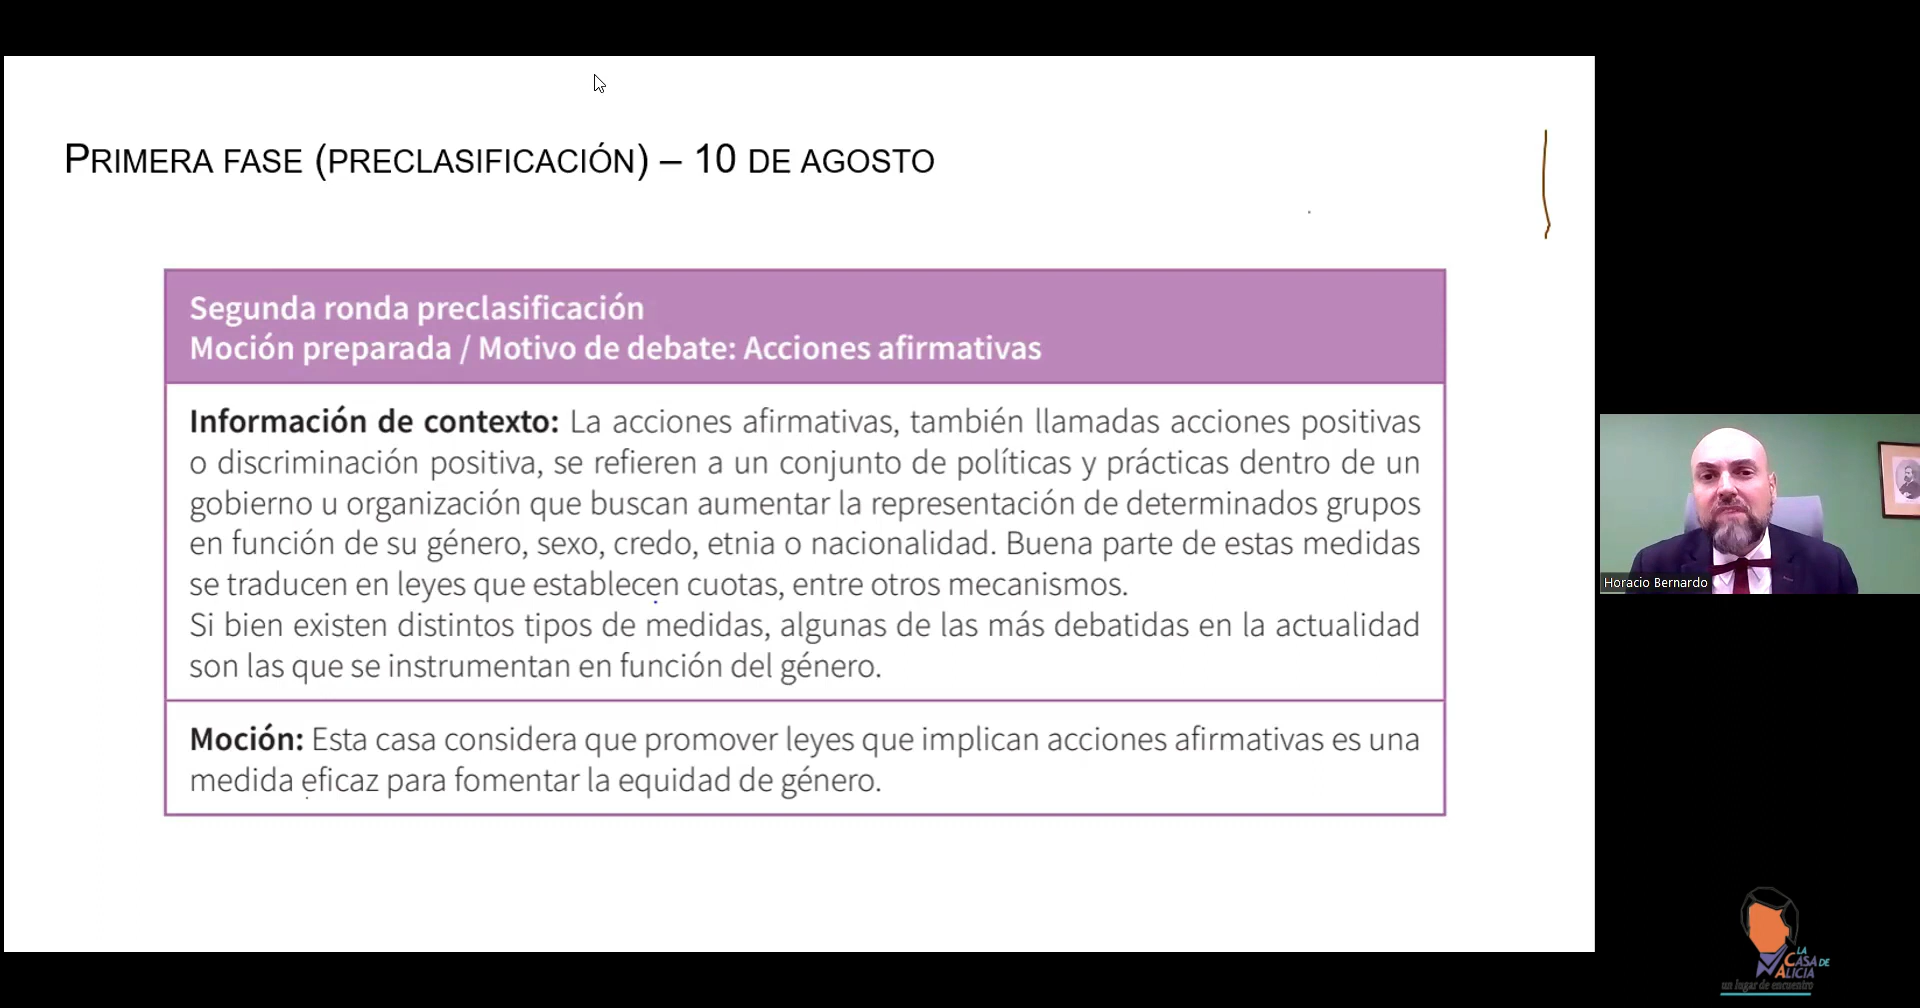 PRIMERA FASE (PRECLASIFICACIÓN) – 10 DE AGOSTO
Segunda ronda preclasificación
Moción preparada / Motivo de debate: Acciones afirmativas
Información de contexto: La acciones afirmativas, también llamadas acciones positivas
o discriminación positiva, se refieren a un conjunto de políticas y prácticas dentro de un
gobierno u organización que buscan aumentar la representación de determinados grupos
en función de su género, sexo, credo, etnia o nacionalidad. Buena parte de estas medidas
se traducen en leyes que establecen cuotas, entre otros mecanismos.
Si bien existen distintos tipos de medidas, algunas de las más debatidas en la actualidad
son las que se instrumentan en función del género.
Moción: Esta casa considera que promover leyes que implican acciones afirmativas es una
medida eficaz para fomentar la equidad de género.
Horacio Bernardo
LA
CASA DE
ALICIA
un lugar de encuentro